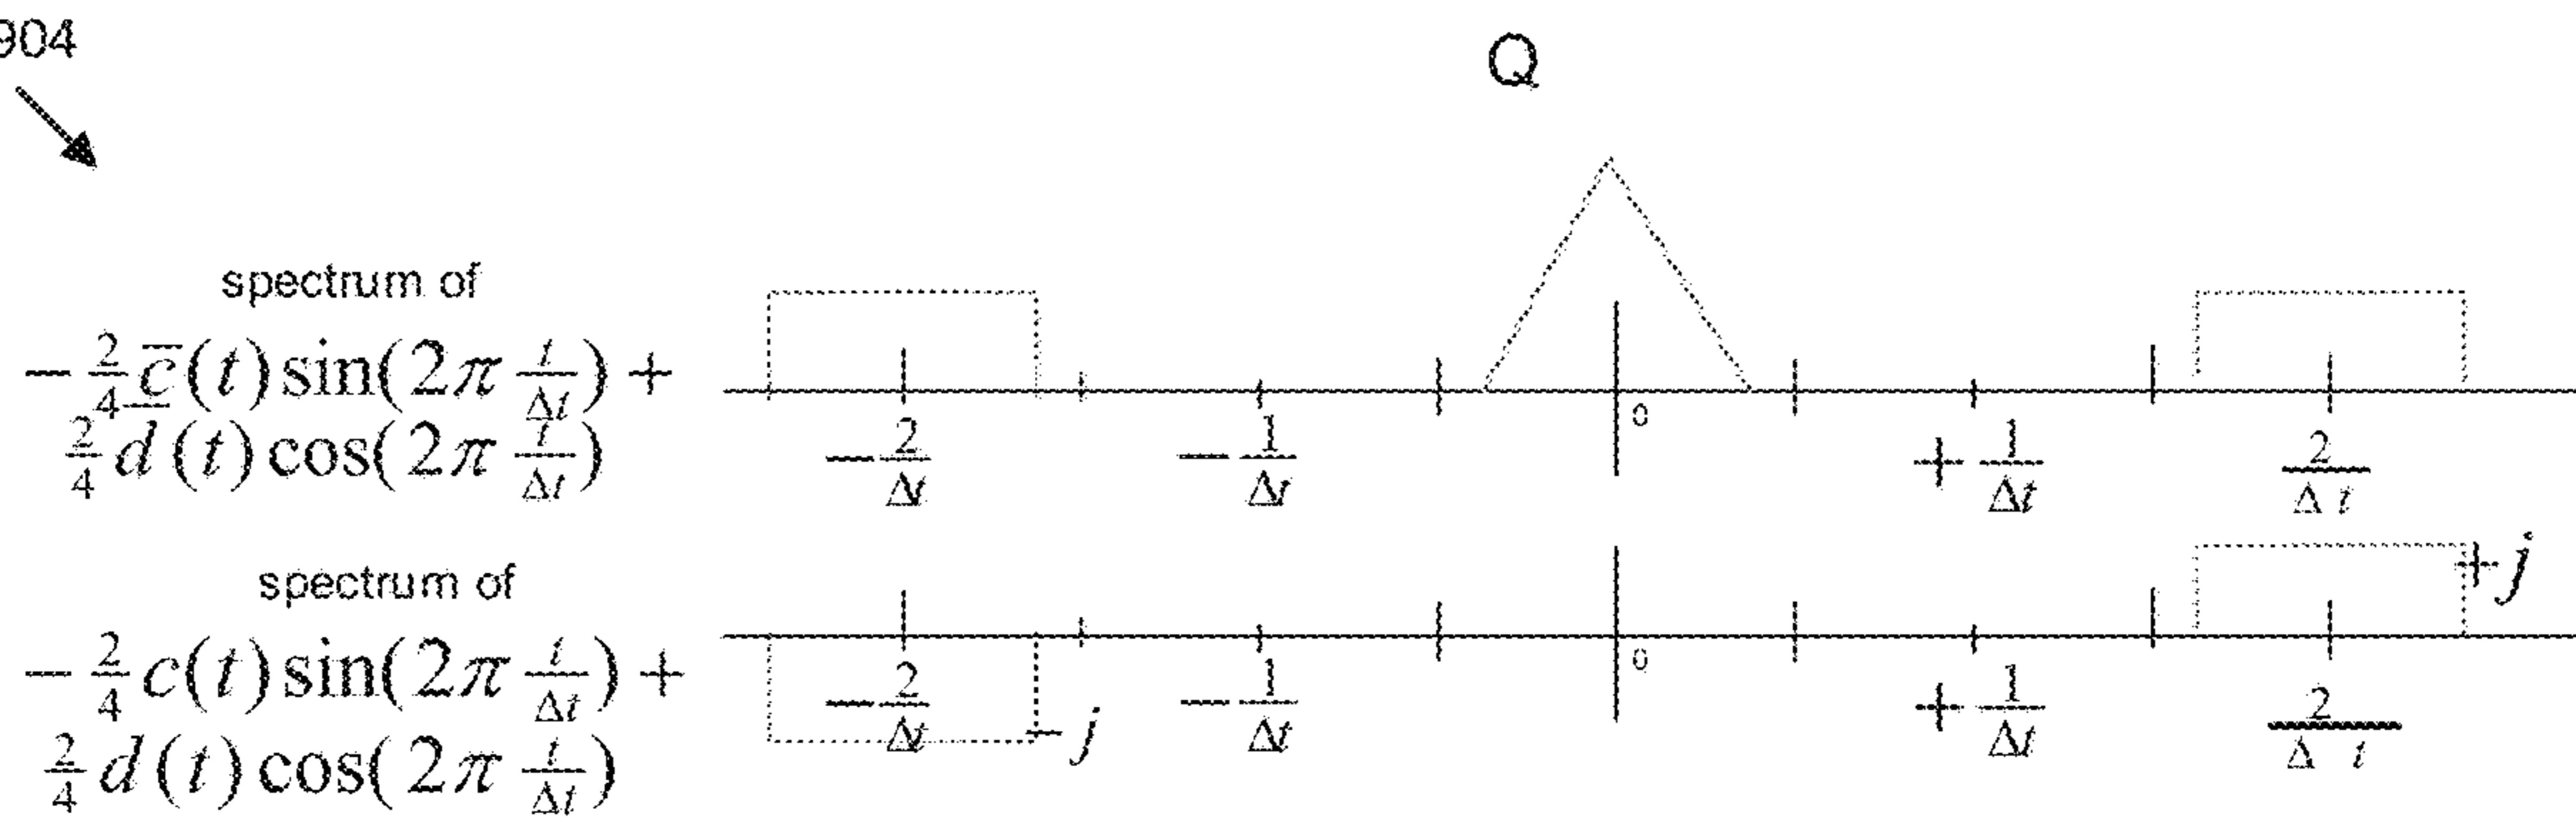 904
Q
spectrum of
− 2/4 c̅(t) sin(2π t/Δt) +
2/4 d̅(t) cos(2π t/Δt)
0
− 2/Δt − 1/Δt + 1/Δt 2/Δt
spectrum of
+j
− 2/4 c(t) sin(2π t/Δt) +
2/4 d(t) cos(2π t/Δt)
0
− 2/Δt − 1/Δt + 1/Δt 2/Δt
−j